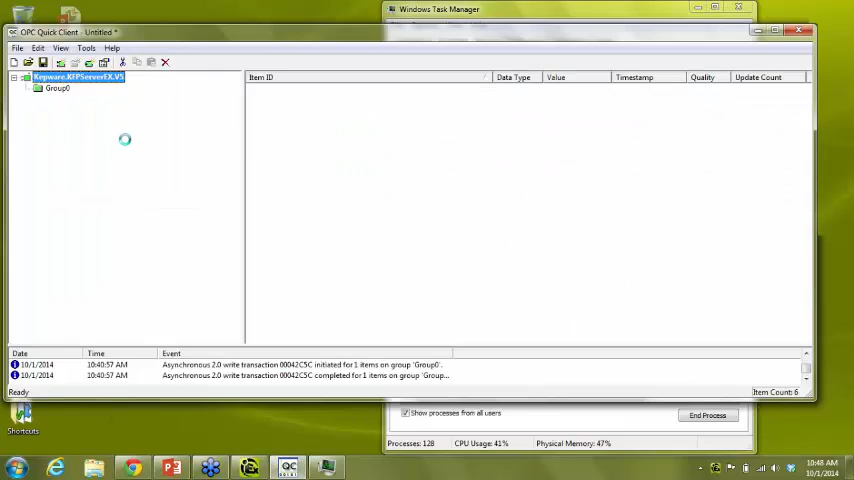 Windows Task Manager
OPC Quick Client - Untitled *
File Edit View Tools Help
Kepware.KEPServerEX.V5
Group0
Item ID Data Type Value Timestamp Quality Update Count
Date Time Event
10/1/2014 10:40:57 AM Asynchronous 2.0 write transaction 00042C5C initiated for 1 items on group 'Group0'.
10/1/2014 10:40:57 AM Asynchronous 2.0 write transaction 00042C5C completed for 1 items on group 'Group...
Ready Item Count: 6
Show processes from all users End Process
Shortcuts
Processes: 128 CPU Usage: 41% Physical Memory: 47%
QC
10:48 AM
10/1/2014